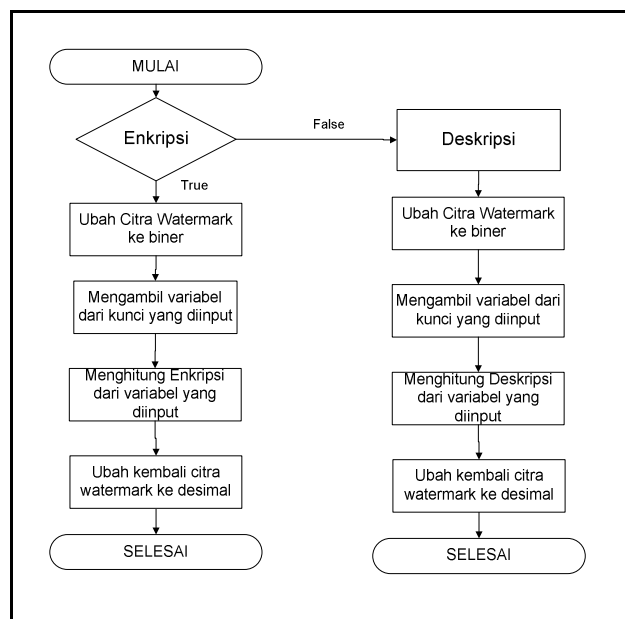 MULAI
Enkripsi
False
Deskripsi
True
Ubah Citra Watermark
ke biner
Mengambil variabel
dari kunci yang diinput
Menghitung Enkripsi
dari variabel yang
diinput
Ubah kembali citra
watermark ke desimal
SELESAI
Ubah Citra Watermark
ke biner
Mengambil variabel dari
kunci yang diinput
Menghitung Deskripsi
dari variabel yang
diinput
Ubah kembali citra
watermark ke desimal
SELESAI